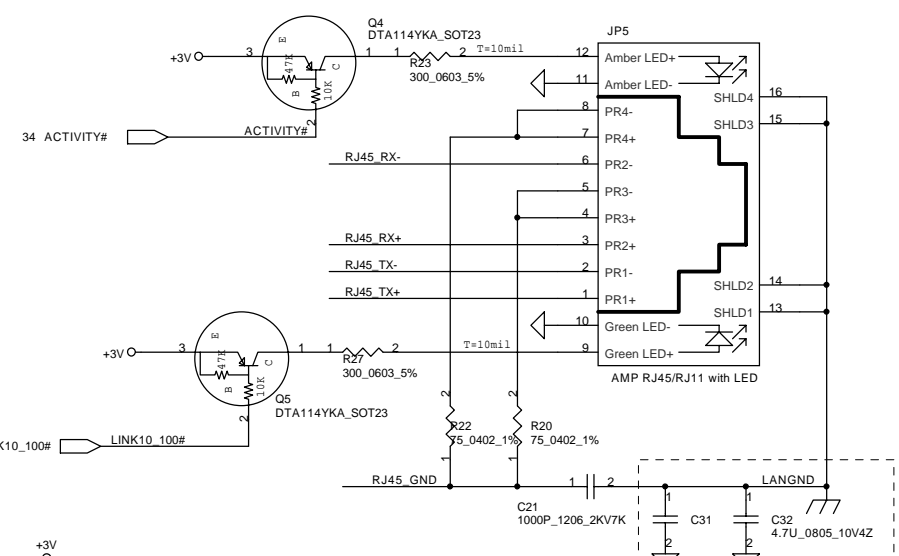 Q4
DTA114YKA_SOT23
+3V
3
E
47K
B
C
10K
2
1
1
R23
300_0603_5%
2
T=10mil
34 ACTIVITY#
ACTIVITY#
JP5
12 Amber LED+
11 Amber LED-
8 PR4-
7 PR4+
RJ45_RX- 6 PR2-
5 PR3-
4 PR3+
RJ45_RX+ 3 PR2+
RJ45_TX- 2 PR1-
RJ45_TX+ 1 PR1+
10 Green LED-
9 Green LED+
SHLD4 16
SHLD3 15
SHLD2 14
SHLD1 13
AMP RJ45/RJ11 with LED
+3V
3
E
47K
B
C
10K
2
1
1
R27
300_0603_5%
2
T=10mil
Q5
DTA114YKA_SOT23
K10_100#
LINK10_100#
2
R22
75_0402_1%
1
2
R20
75_0402_1%
1
RJ45_GND
1
2
C21
1000P_1206_2KV7K
LANGND
1
C31
2
1
C32
4.7U_0805_10V4Z
2
+3V